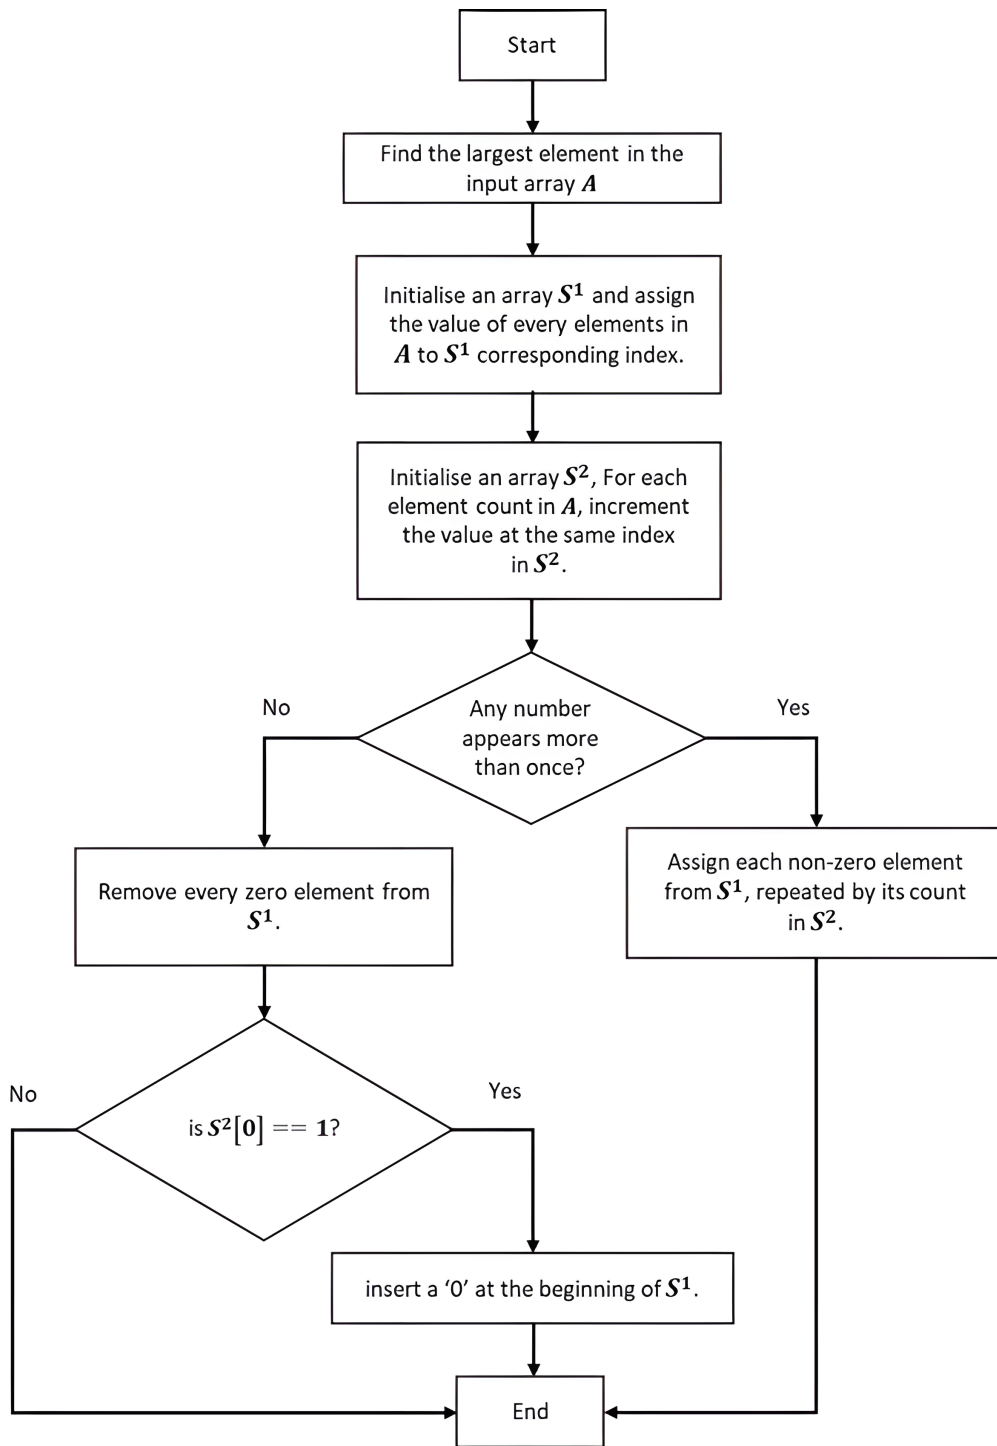 Start
Find the largest element in the
input array A
Initialise an array S¹ and assign
the value of every elements in
A to S¹ corresponding index.
Initialise an array S², For each
element count in A, increment
the value at the same index
in S².
No
Any number
appears more
than once?
Yes
Remove every zero element from
S¹.
Assign each non-zero element
from S¹, repeated by its count
in S².
No
is S²[0] == 1?
Yes
insert a ‘0’ at the beginning of S¹.
End